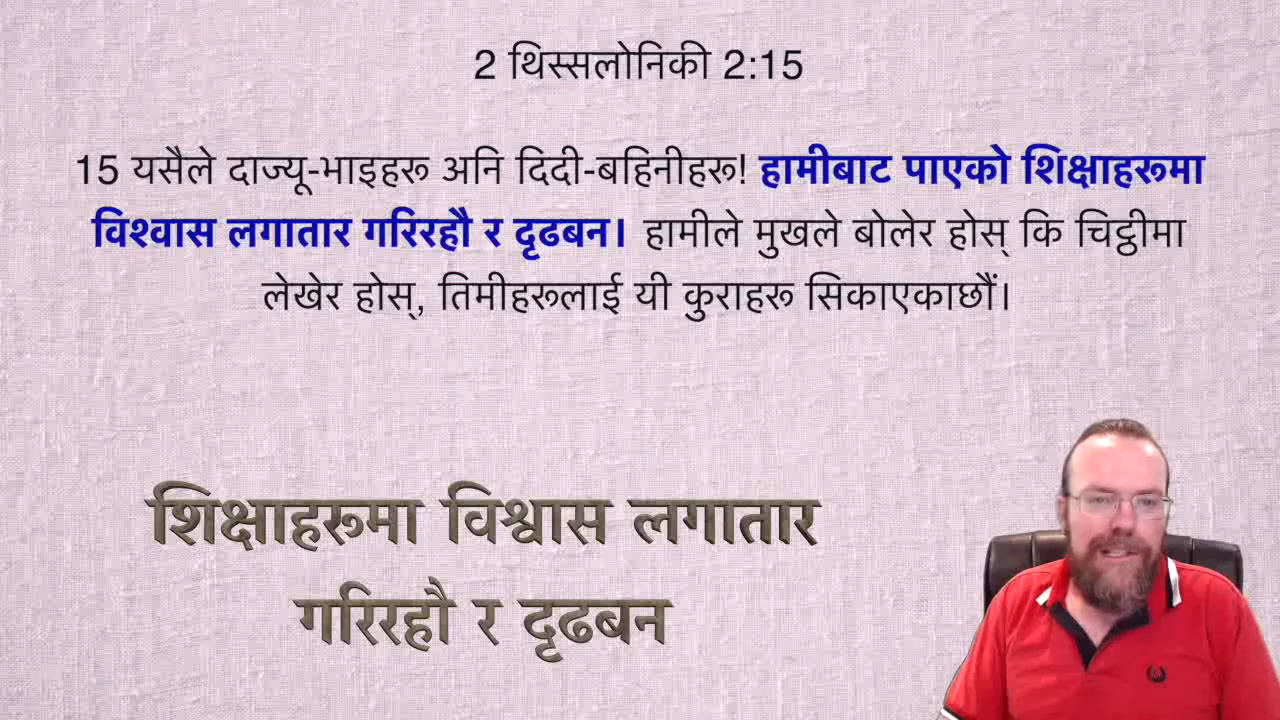 2 थिस्सलोनिकी 2:15
15 यसैले दाज्यू-भाइहरू अनि दिदी-बहिनीहरू! हामीबाट पाएको शिक्षाहरूमा
विश्वास लगातार गरिरहौ र दृढबन। हामीले मुखले बोलेर होस् कि चिट्ठीमा
लेखेर होस्, तिमीहरूलाई यी कुराहरू सिकाएकाछौं।
शिक्षाहरूमा विश्वास लगातार
गरिरहौ र दृढबन